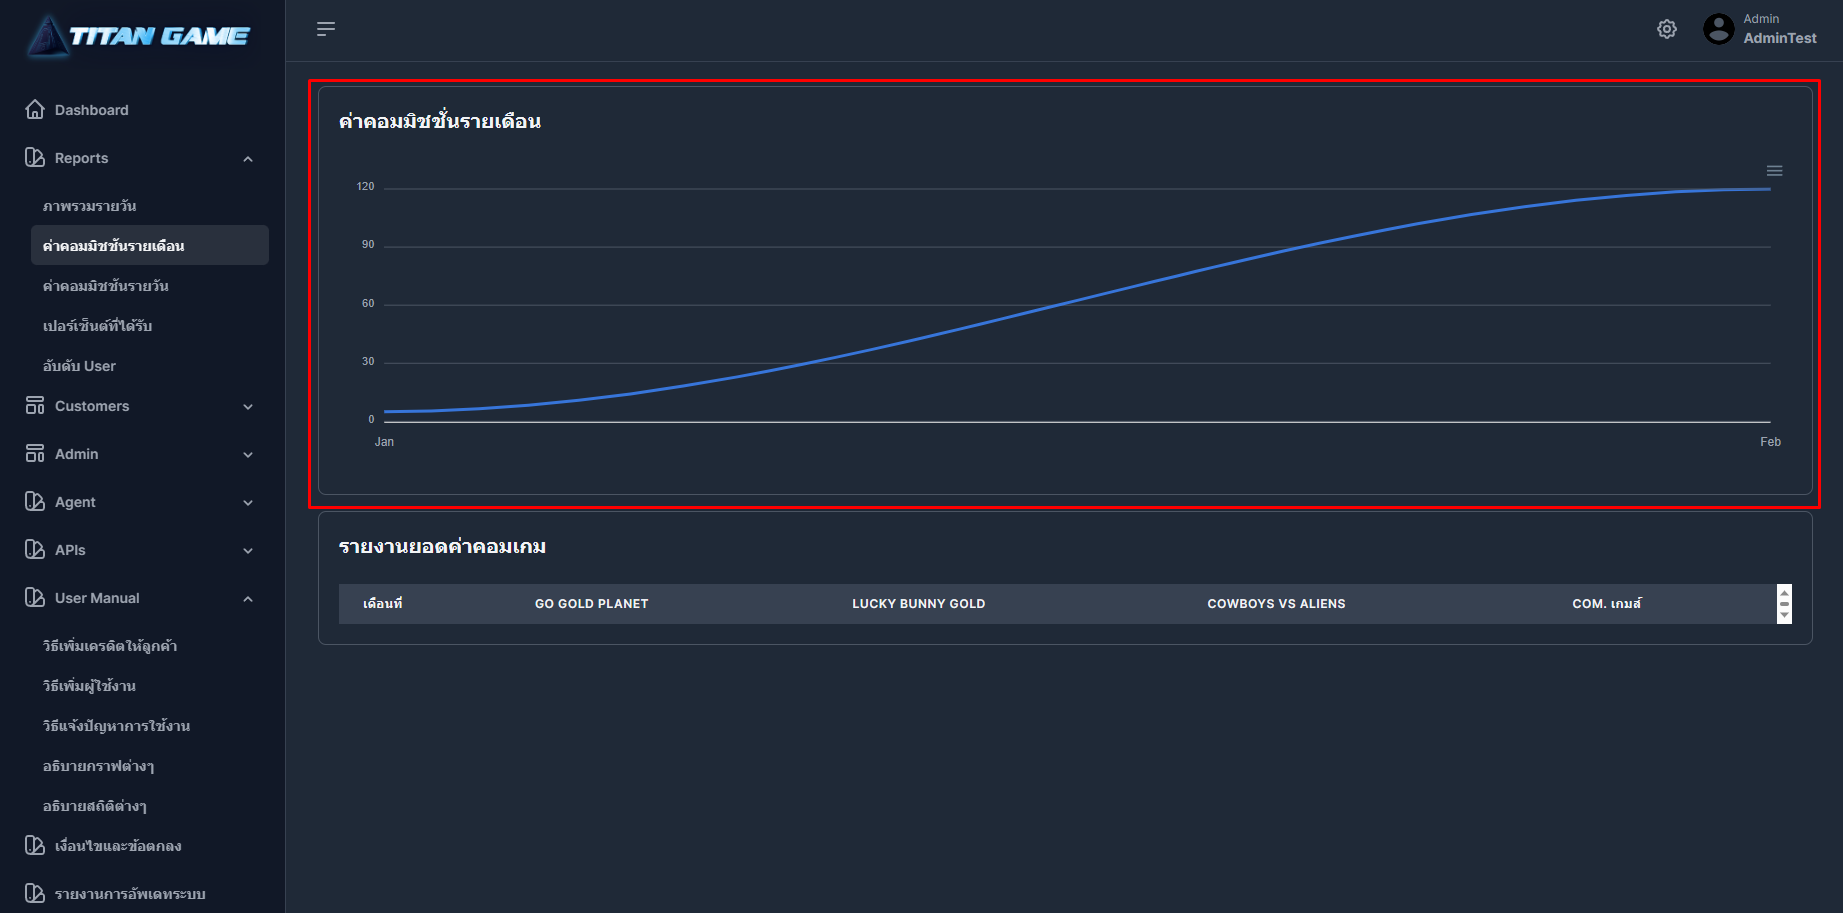 TITAN GAME
Admin
AdminTest
Dashboard
Reports
ภาพรวมรายวัน
ค่าคอมมิชชั่นรายเดือน
ค่าคอมมิชชั่นรายวัน
เปอร์เซ็นต์ที่ได้รับ
อันดับ User
Customers
Admin
Agent
APIs
User Manual
วิธีเพิ่มเครดิตให้ลูกค้า
วิธีเพิ่มผู้ใช้งาน
วิธีแจ้งปัญหาการใช้งาน
อธิบายกราฟต่างๆ
อธิบายสถิติต่างๆ
เงื่อนไขและข้อตกลง
รายงานการอัพเดทระบบ
ค่าคอมมิชชั่นรายเดือน
120
90
60
30
0
Jan Feb
รายงานยอดค่าคอมเกม
เดือนที่ GO GOLD PLANET LUCKY BUNNY GOLD COWBOYS VS ALIENS COM. เกมส์